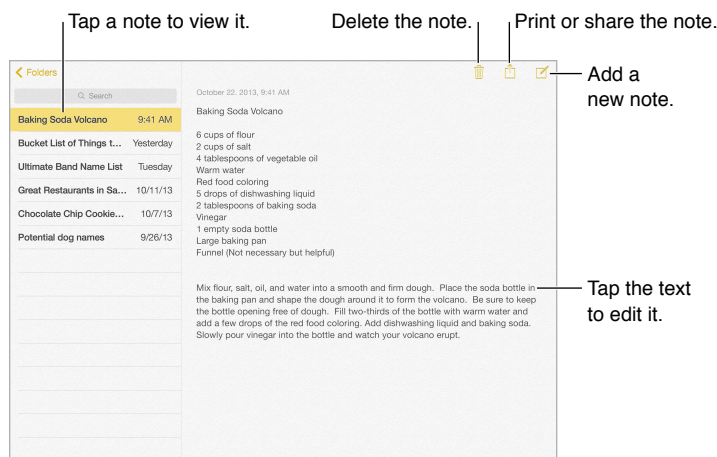 Tap a note to view it.
Delete the note.
Print or share the note.
Add a
new note.
Folders
Search
Baking Soda Volcano 9:41 AM
Bucket List of Things t... Yesterday
Ultimate Band Name List Tuesday
Great Restaurants in Sa... 10/11/13
Chocolate Chip Cookie... 10/7/13
Potential dog names 9/26/13
October 22. 2013, 9:41 AM
Baking Soda Volcano
6 cups of flour
2 cups of salt
4 tablespoons of vegetable oil
Warm water
Red food coloring
5 drops of dishwashing liquid
2 tablespoons of baking soda
Vinegar
1 empty soda bottle
Large baking pan
Funnel (Not necessary but helpful)
Mix flour, salt, oil, and water into a smooth and firm dough. Place the soda bottle in
the baking pan and shape the dough around it to form the volcano. Be sure to keep
the bottle opening free of dough. Fill two-thirds of the bottle with warm water and
add a few drops of the red food coloring. Add dishwashing liquid and baking soda.
Slowly pour vinegar into the bottle and watch your volcano erupt.
Tap the text
to edit it.